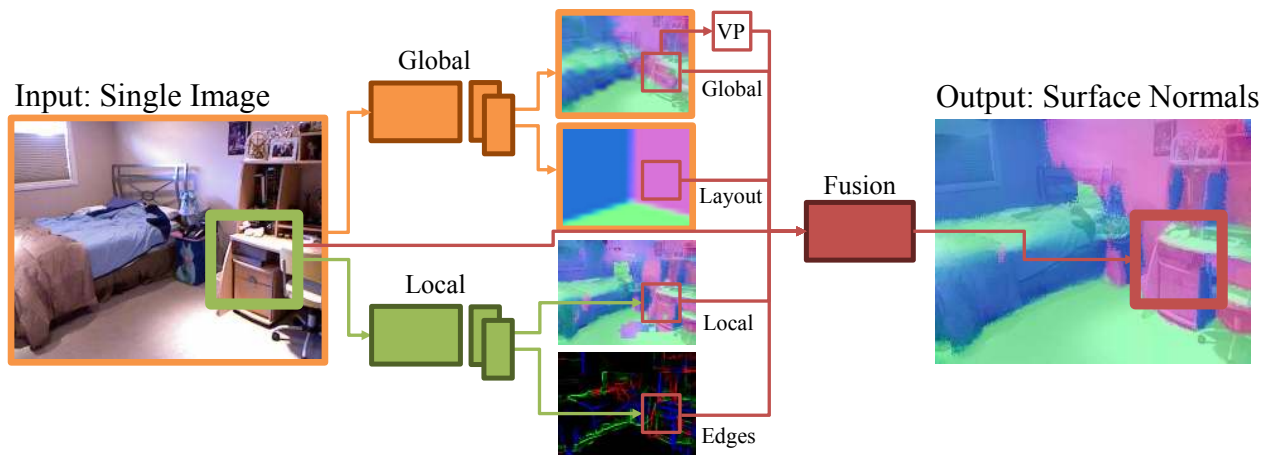 Input: Single Image
Global
VP
Global
Layout
Local
Local
Edges
Fusion
Output: Surface Normals